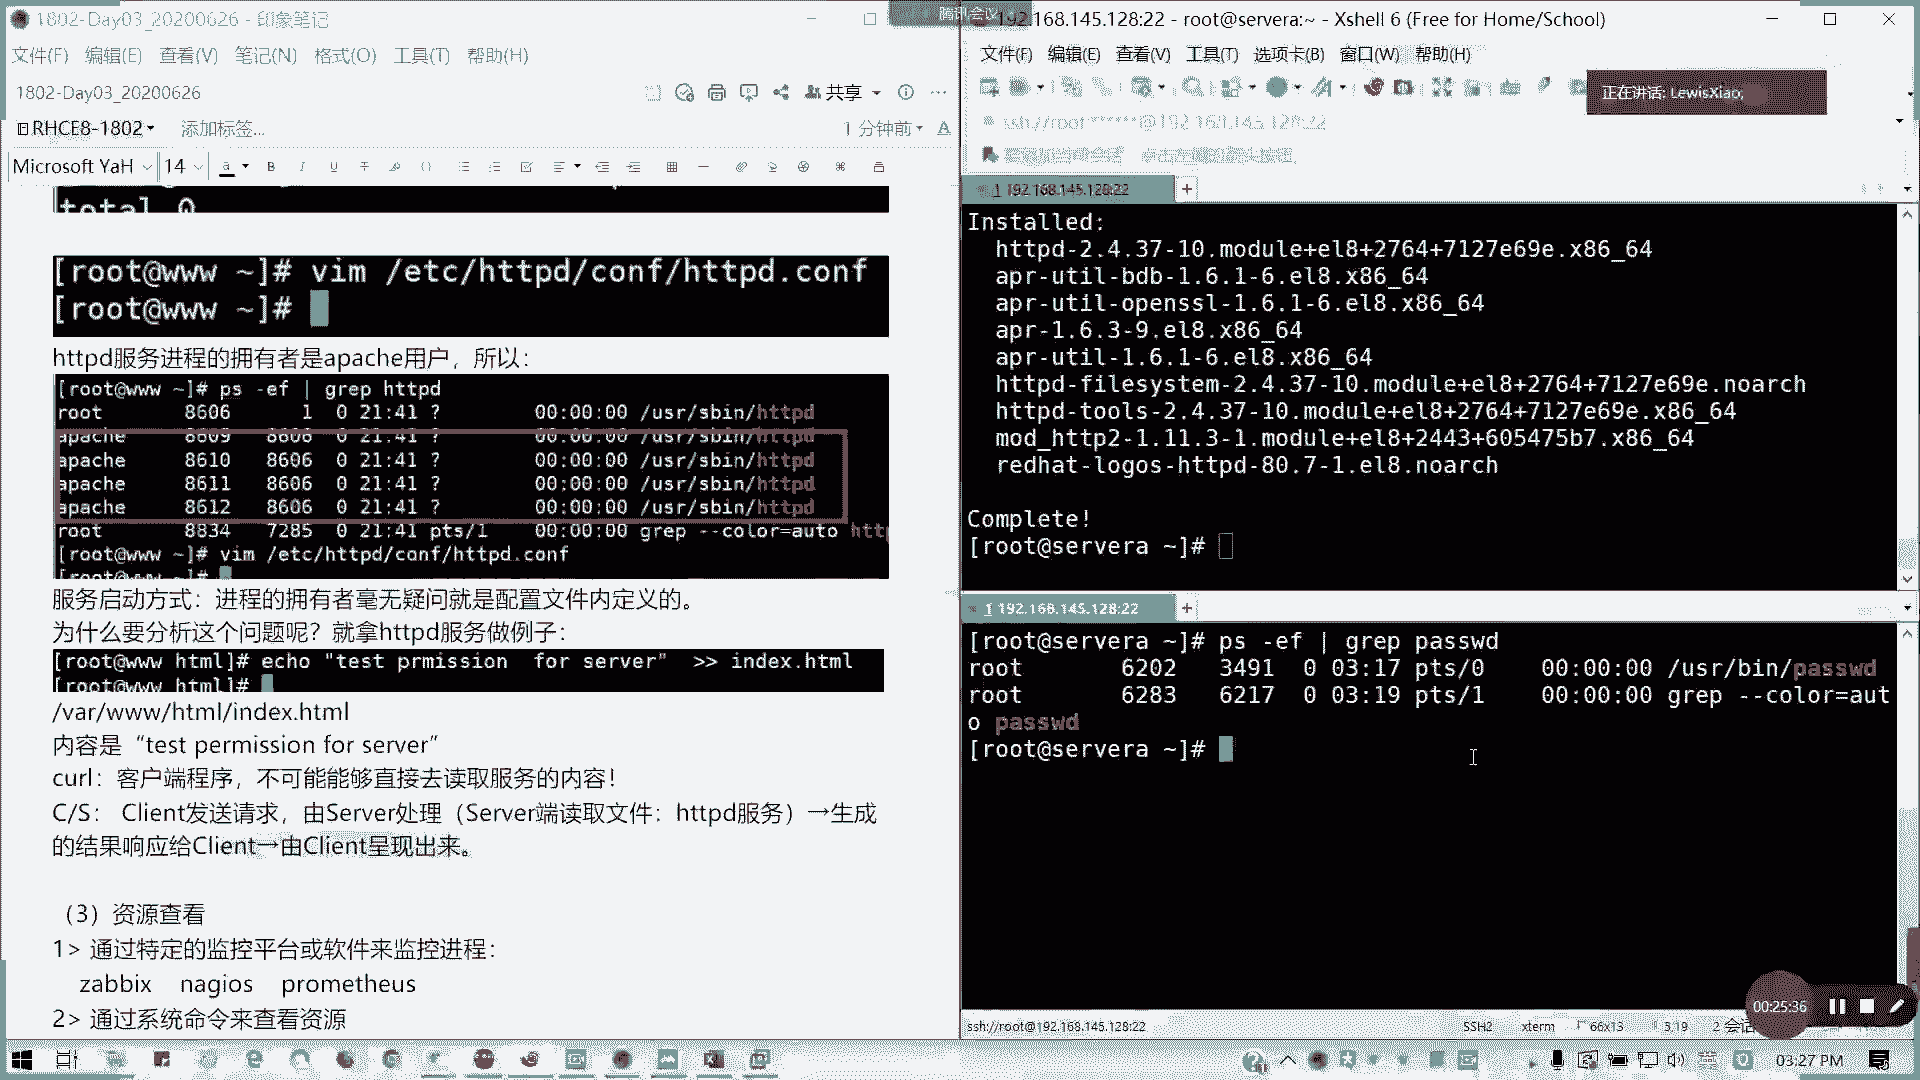 1802-Day03_20200626 - 印象笔记
文件(F) 编辑(E) 查看(V) 笔记(N) 格式(O) 工具(T) 帮助(H)
1802-Day03_20200626
共享
RHCE8-1802
添加标签...
1 分钟前
Microsoft YaH 14
total 0
[root@www ~]# vim /etc/httpd/conf/httpd.conf
[root@www ~]#
httpd服务进程的拥有者是apache用户，所以：
[root@www ~]# ps -ef | grep httpd
root 8606 1 0 21:41 ? 00:00:00 /usr/sbin/httpd
apache 8609 8606 0 21:41 ? 00:00:00 /usr/sbin/httpd
apache 8610 8606 0 21:41 ? 00:00:00 /usr/sbin/httpd
apache 8611 8606 0 21:41 ? 00:00:00 /usr/sbin/httpd
apache 8612 8606 0 21:41 ? 00:00:00 /usr/sbin/httpd
root 8834 7285 0 21:41 pts/1 00:00:00 grep --color=auto http
[root@www ~]# vim /etc/httpd/conf/httpd.conf
[root@www ~]#
服务启动方式：进程的拥有者毫无疑问就是配置文件内定义的。
为什么要分析这个问题呢？就拿httpd服务做例子：
[root@www html]# echo "test prmission for server" >> index.html
[root@www html]#
/var/www/html/index.html
内容是“test permission for server”
curl：客户端程序，不可能能够直接去读取服务的内容！
C/S： Client发送请求，由Server处理（Server端读取文件：httpd服务）→生成
的结果响应给Client→由Client呈现出来。
（3）资源查看
1> 通过特定的监控平台或软件来监控进程：
zabbix nagios prometheus
2> 通过系统命令来查看资源
腾讯会议
192.168.145.128:22 - root@servera:~ - Xshell 6 (Free for Home/School)
文件(F) 编辑(E) 查看(V) 工具(T) 选项卡(B) 窗口(W) 帮助(H)
正在讲话: LewisXiao;
ssh://root:******@192.168.145.128:22
1 192.168.145.128:22
Installed:
httpd-2.4.37-10.module+el8+2764+7127e69e.x86_64
apr-util-bdb-1.6.1-6.el8.x86_64
apr-util-openssl-1.6.1-6.el8.x86_64
apr-1.6.3-9.el8.x86_64
apr-util-1.6.1-6.el8.x86_64
httpd-filesystem-2.4.37-10.module+el8+2764+7127e69e.noarch
httpd-tools-2.4.37-10.module+el8+2764+7127e69e.x86_64
mod_http2-1.11.3-1.module+el8+2443+605475b7.x86_64
redhat-logos-httpd-80.7-1.el8.noarch
Complete!
[root@servera ~]#
1 192.168.145.128:22
[root@servera ~]# ps -ef | grep passwd
root 6202 3491 0 03:17 pts/0 00:00:00 /usr/bin/passwd
root 6283 6217 0 03:19 pts/1 00:00:00 grep --color=aut
o passwd
[root@servera ~]#
00:25:36
ssh://root@192.168.145.128:22 SSH2 xterm 66x13 5,19 2 会话
03:27 PM